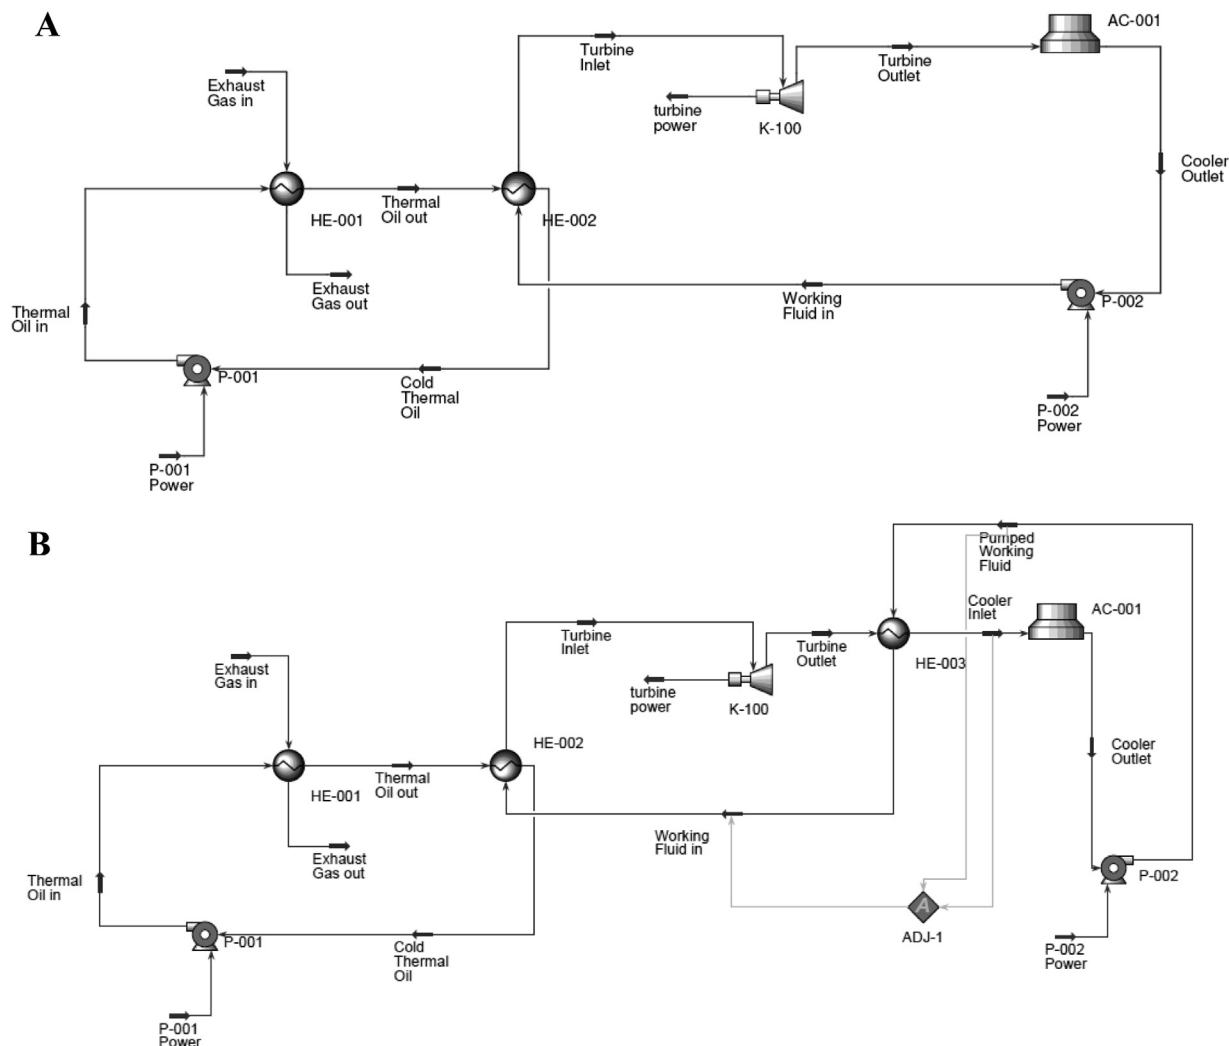 A
AC-001
Turbine
Inlet
Turbine
Outlet
Exhaust
Gas in
turbine
power
K-100
Cooler
Outlet
Thermal
Oil out
HE-001
HE-002
Exhaust
Gas out
Working
Fluid in
P-002
Thermal
Oil in
P-001
Cold
Thermal
Oil
P-002
Power
P-001
Power
B
Pumped
Working
Fluid
Cooler
Inlet
AC-001
Turbine
Inlet
Turbine
Outlet
HE-003
Exhaust
Gas in
turbine
power
K-100
HE-002
Cooler
Outlet
Thermal
Oil out
HE-001
Working
Fluid in
Exhaust
Gas out
Thermal
Oil in
P-002
A
ADJ-1
P-001
Cold
Thermal
Oil
P-002
Power
P-001
Power